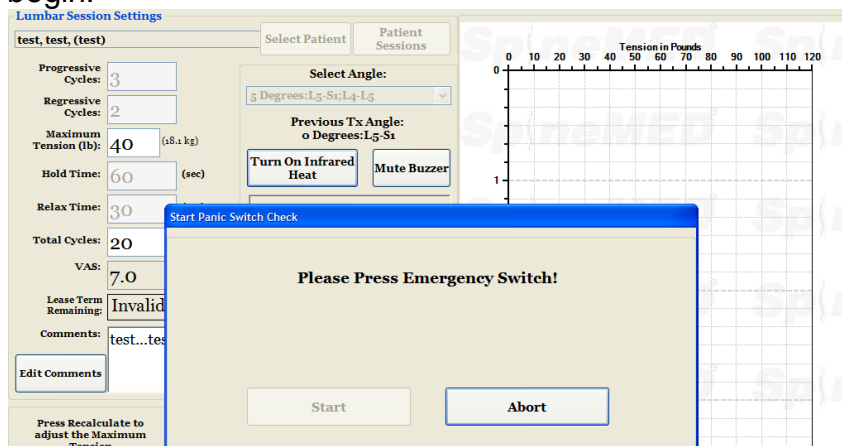 begin.
Lumbar Session Settings
test, test, (test)
Select Patient
Patient
Sessions
Progressive
Cycles:
3
Regressive
Cycles:
2
Maximum
Tension (lb):
40
(18.1 kg)
Hold Time:
60
(sec)
Relax Time:
30
Total Cycles:
20
VAS:
7.0
Lease Term
Remaining:
Invalid
Comments:
test...tes
Edit Comments
Press Recalculate to
adjust the Maximum
Tension
Select Angle:
5 Degrees:L5-S1;L4-L5
Previous Tx Angle:
0 Degrees:L5-S1
Turn On Infrared
Heat
Mute Buzzer
Start Panic Switch Check
Please Press Emergency Switch!
Start
Abort
Tension in Pounds
0 10 20 30 40 50 60 70 80 90 100 110 120
0
1
SpineMED
SpineMED